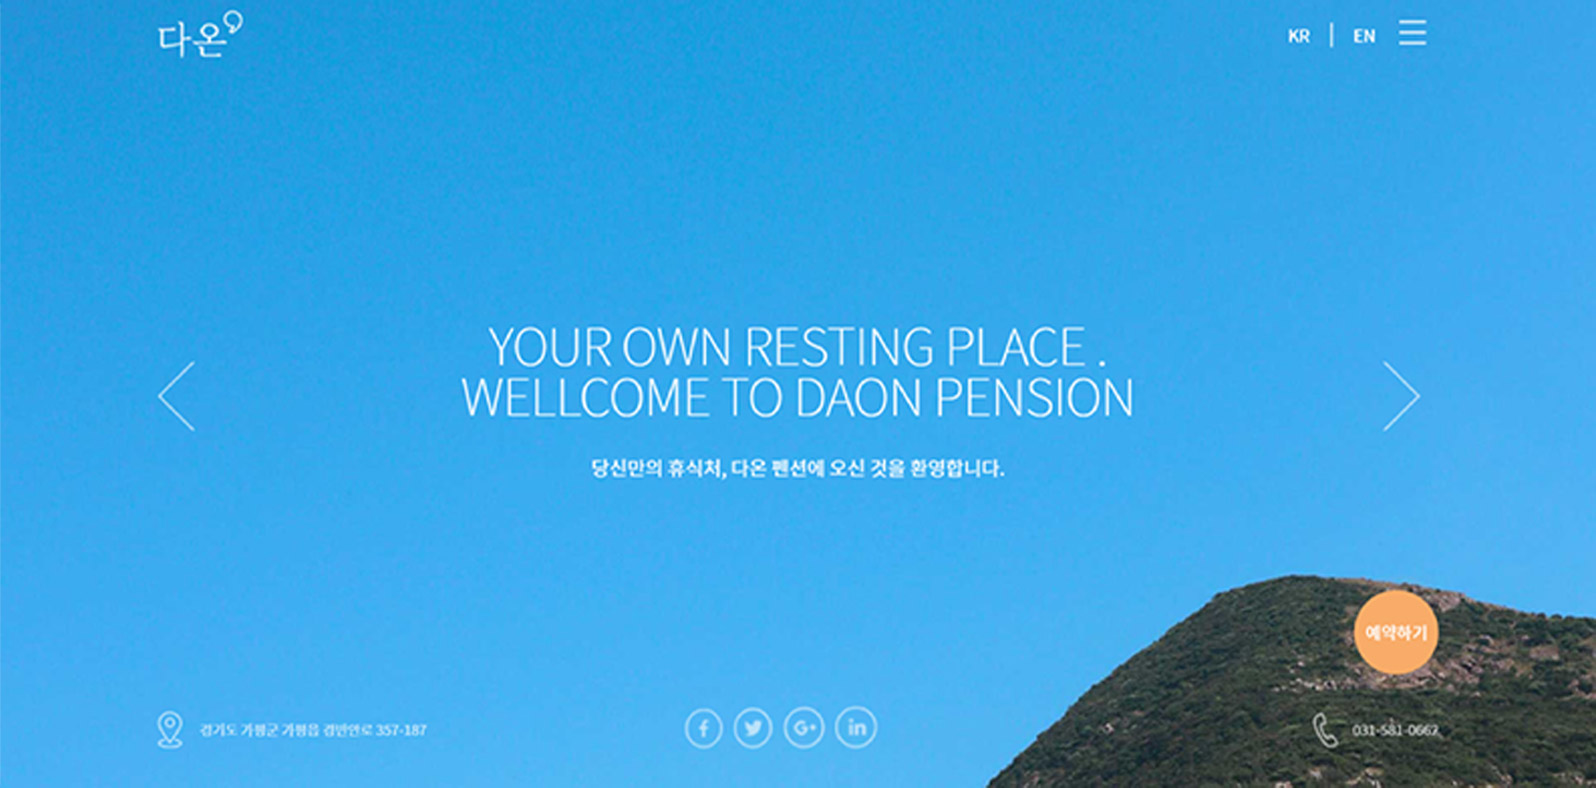 다온
KR | EN
YOUR OWN RESTING PLACE .
WELLCOME TO DAON PENSION
당신만의 휴식처, 다온 펜션에 오신 것을 환영합니다.
예약하기
경기도 가평군 가평읍 경반안로 357-187
f G+ in
031-581-0662